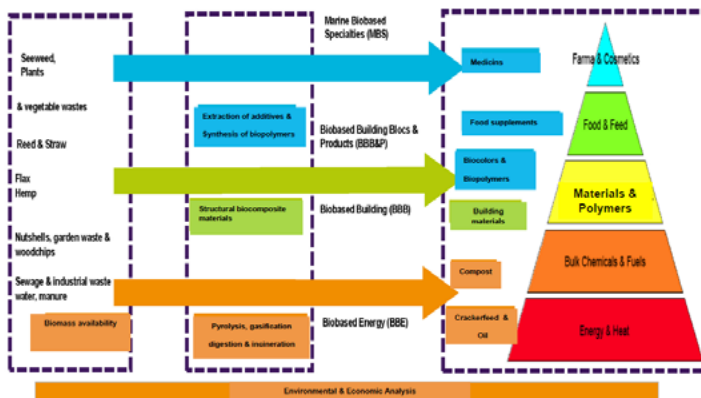 Marine Biobased
Specialties (MBS)
Seeweed,
Plants
Medicins
Farma & Cosmetics
& vegetable wastes
Extraction of additives &
Synthesis of biopolymers
Food supplements
Food & Feed
Reed & Straw
Biobased Building Blocs &
Products (BBB&P)
Biocolors &
Biopolymers
Flax
Hemp
Materials &
Polymers
Structural biocomposite
materials
Biobased Building (BBB)
Building
materials
Nutshells, garden waste &
woodchips
Bulk Chemicals & Fuels
Compost
Sewage & industrial waste
water, manure
Biomass availability
Pyrolysis, gasification
digestion & incineration
Biobased Energy (BBE)
Crackerfeed &
Oil
Energy & Heat
Environmental & Economic Analysis